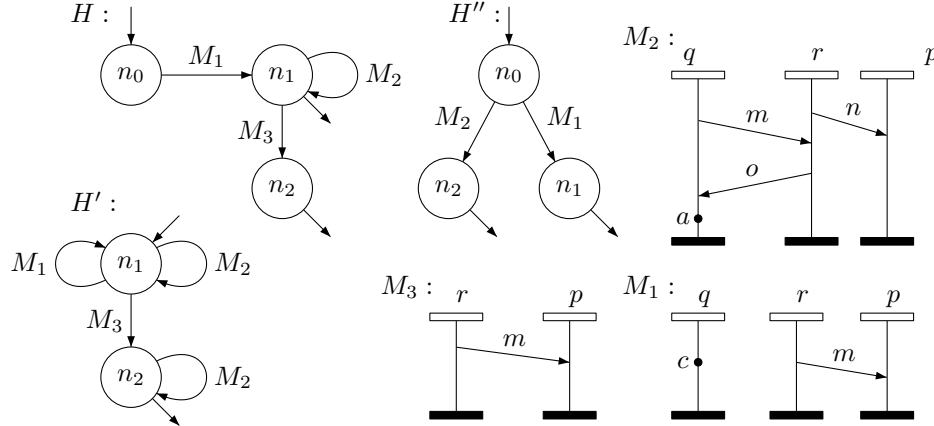 H :
n₀
M₁
n₁
M₂
M₃
n₂
H′ :
M₁
n₁
M₂
M₃
n₂
M₂
H″ :
n₀
M₂
M₁
n₂
n₁
M₂ :
q
r
p
m
n
o
a
M₃ :
r
p
m
M₁ :
q
r
p
c
m